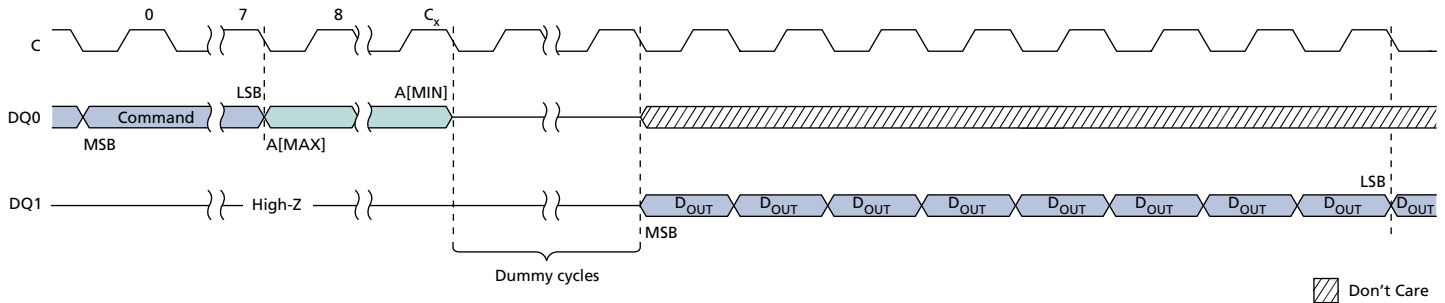 0 7 8 Cx
C
LSB A[MIN]
DQ0 Command
MSB A[MAX]
LSB
DQ1 High-Z DOUT DOUT DOUT DOUT DOUT DOUT DOUT DOUT DOUT
MSB
Dummy cycles
Don't Care